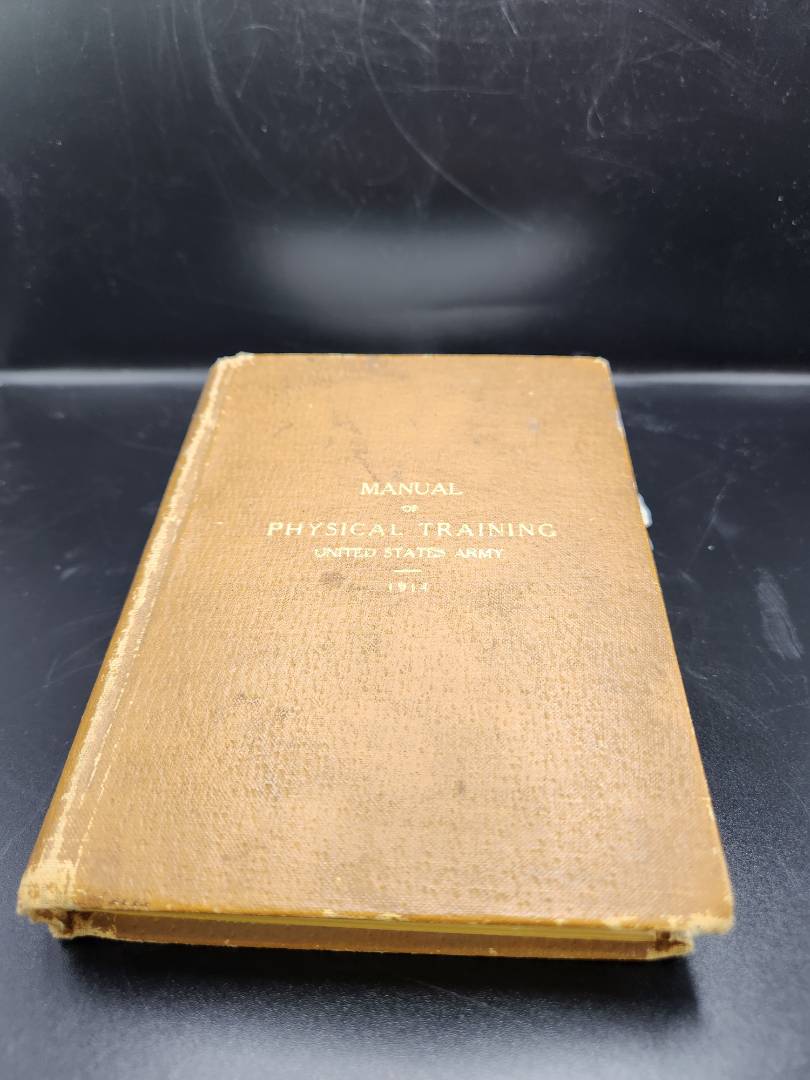 MANUAL
OF
PHYSICAL TRAINING
UNITED STATES ARMY
1914